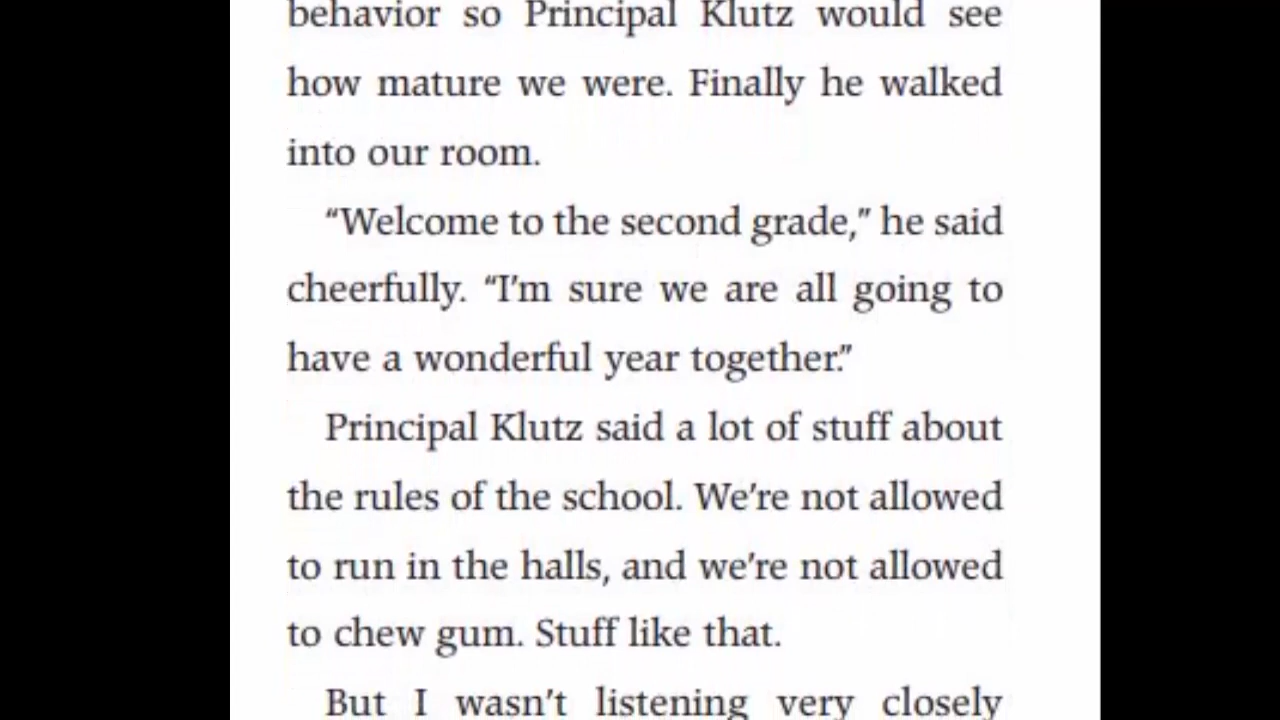 behavior so Principal Klutz would see
how mature we were. Finally he walked
into our room.
“Welcome to the second grade,” he said
cheerfully. “I’m sure we are all going to
have a wonderful year together.”
Principal Klutz said a lot of stuff about
the rules of the school. We’re not allowed
to run in the halls, and we’re not allowed
to chew gum. Stuff like that.
But I wasn’t listening very closely